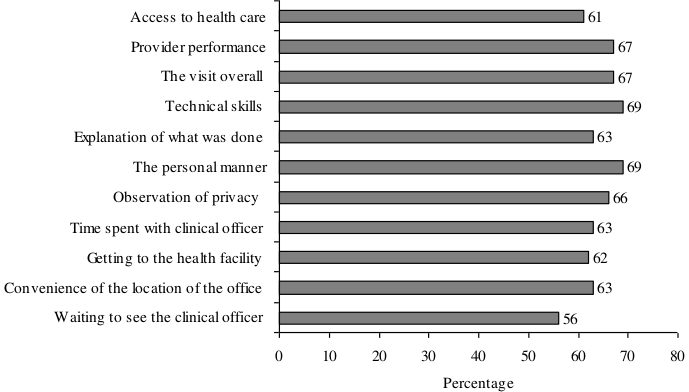 Access to health care 61
Provider performance 67
The visit overall 67
Technical skills 69
Explanation of what was done 63
The personal manner 69
Observation of privacy 66
Time spent with clinical officer 63
Getting to the health facility 62
Convenience of the location of the office 63
Waiting to see the clinical officer 56
0 10 20 30 40 50 60 70 80
Percentage